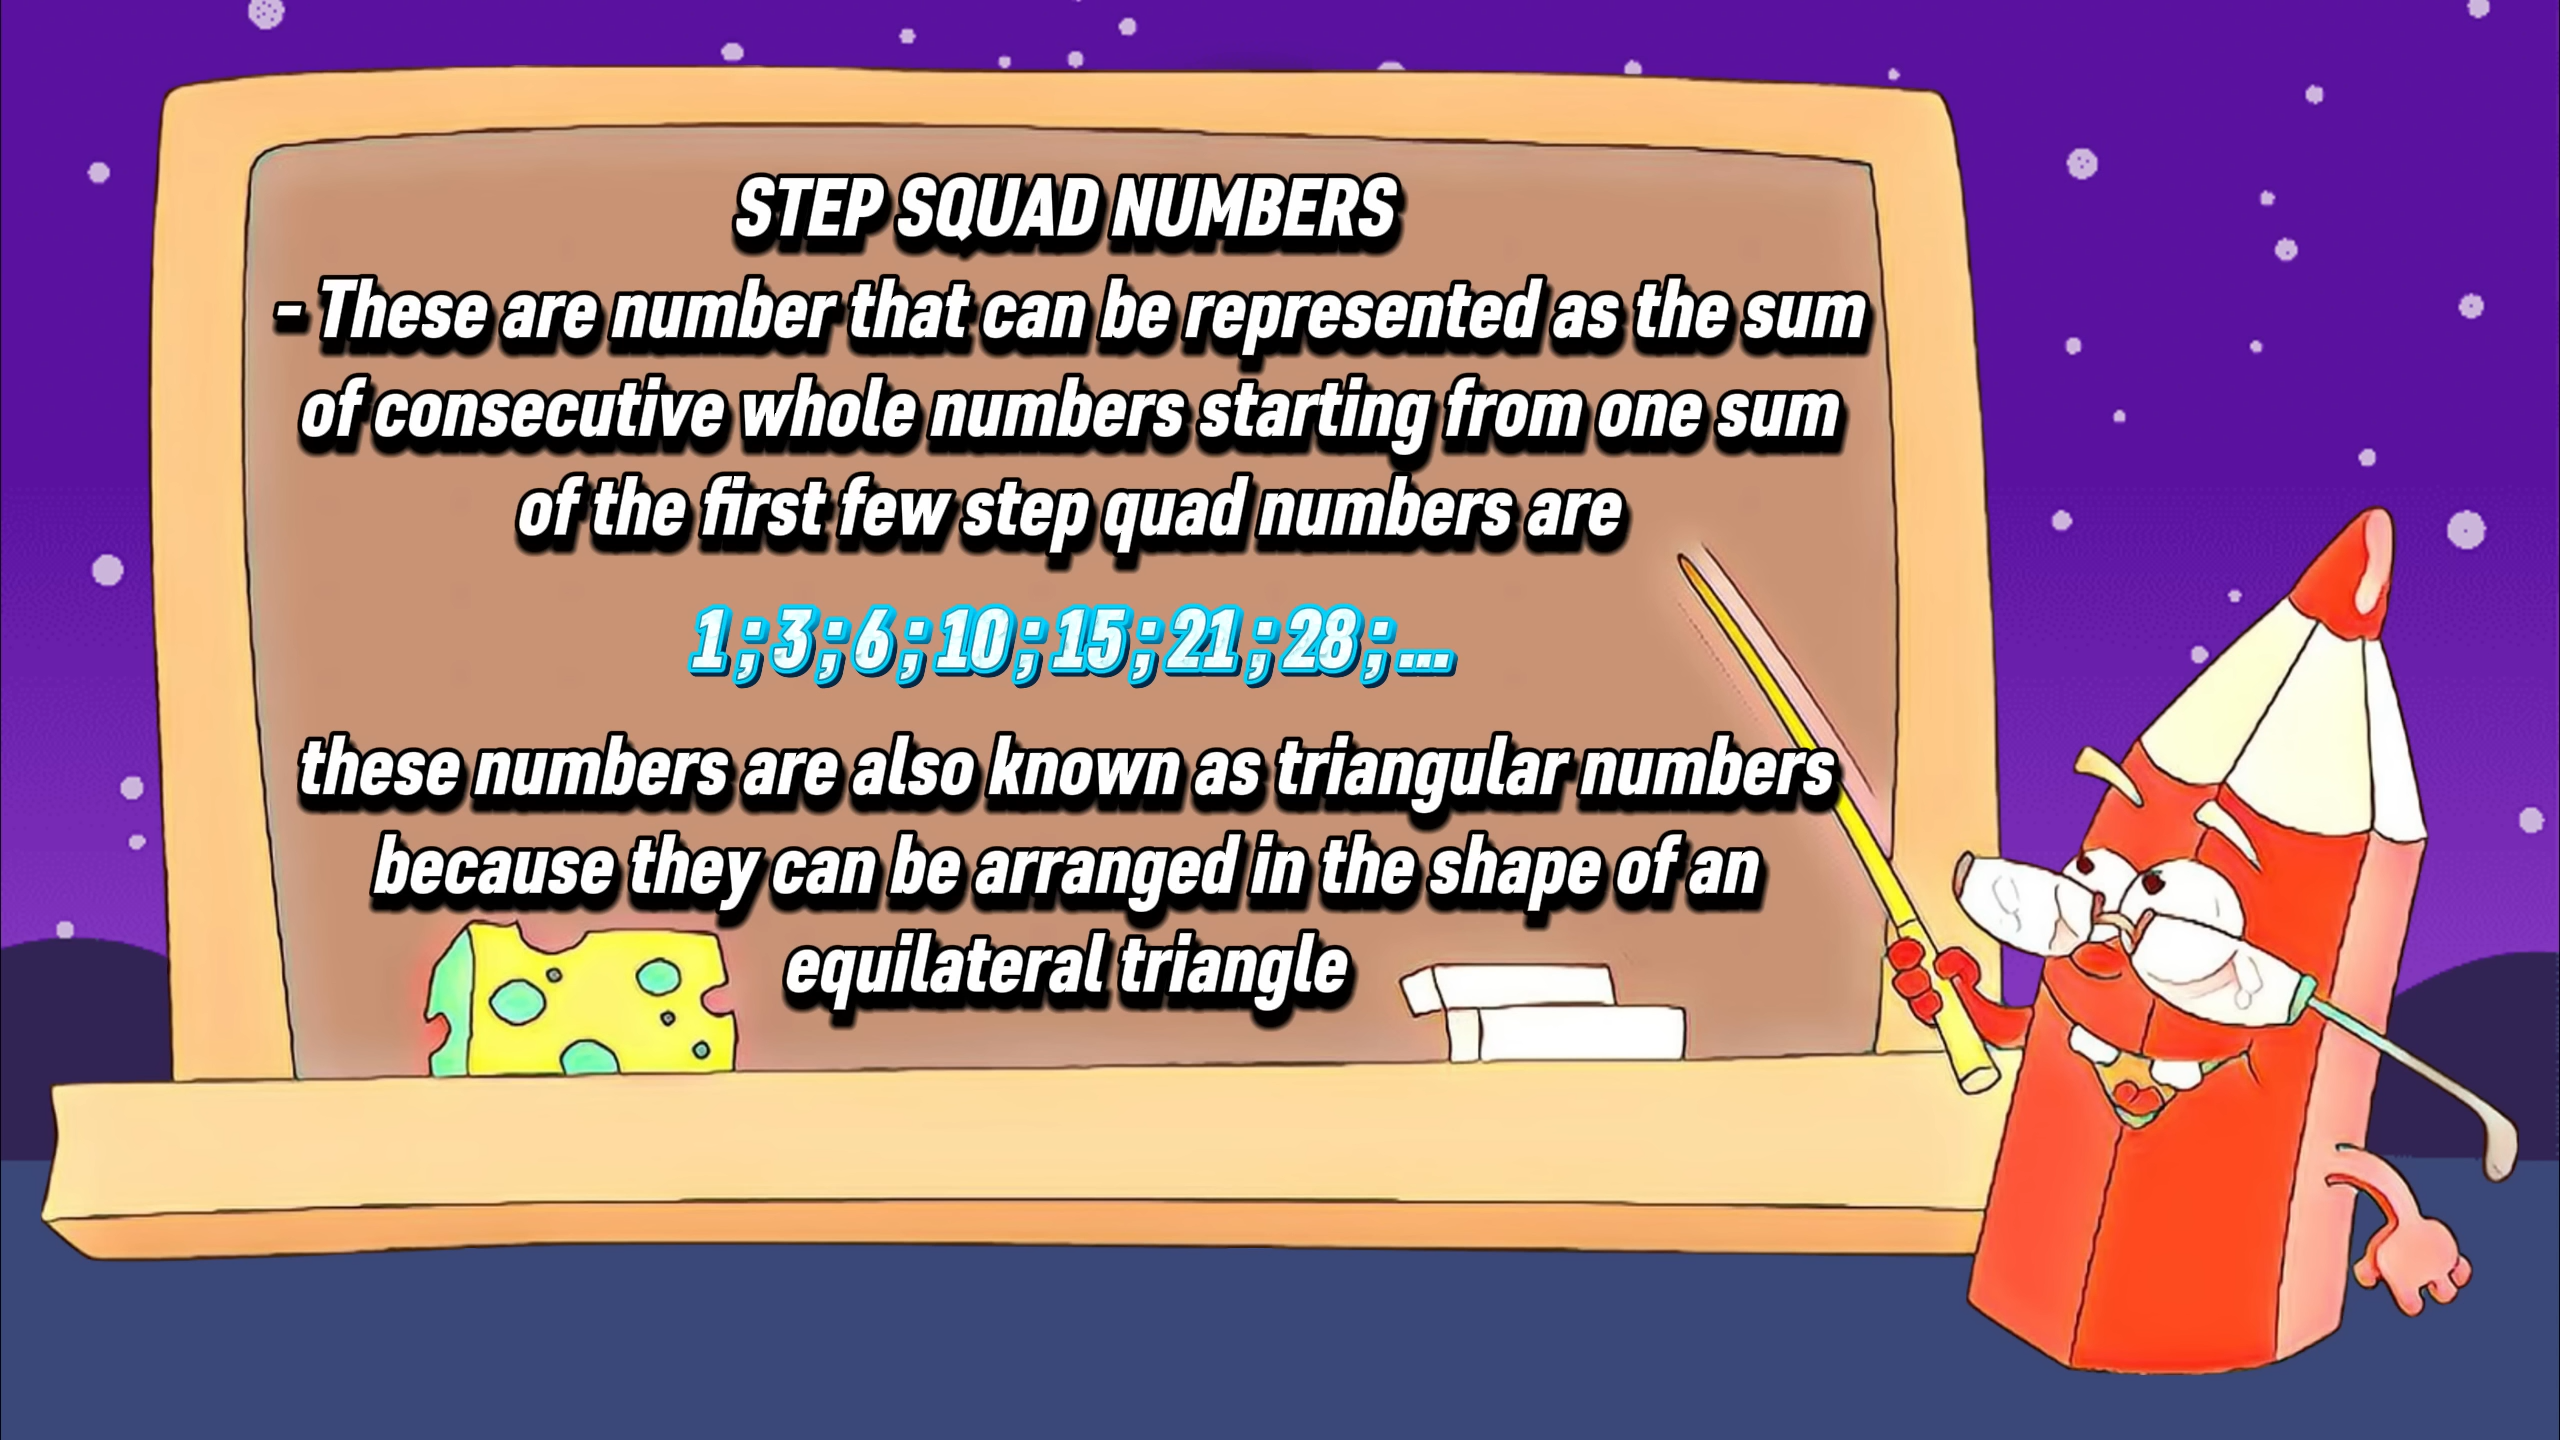 STEP SQUAD NUMBERS
- These are number that can be represented as the sum
of consecutive whole numbers starting from one sum
of the first few step quad numbers are
1 ; 3 ; 6 ; 10 ; 15 ; 21 ; 28 ; ...
these numbers are also known as triangular numbers
because they can be arranged in the shape of an
equilateral triangle